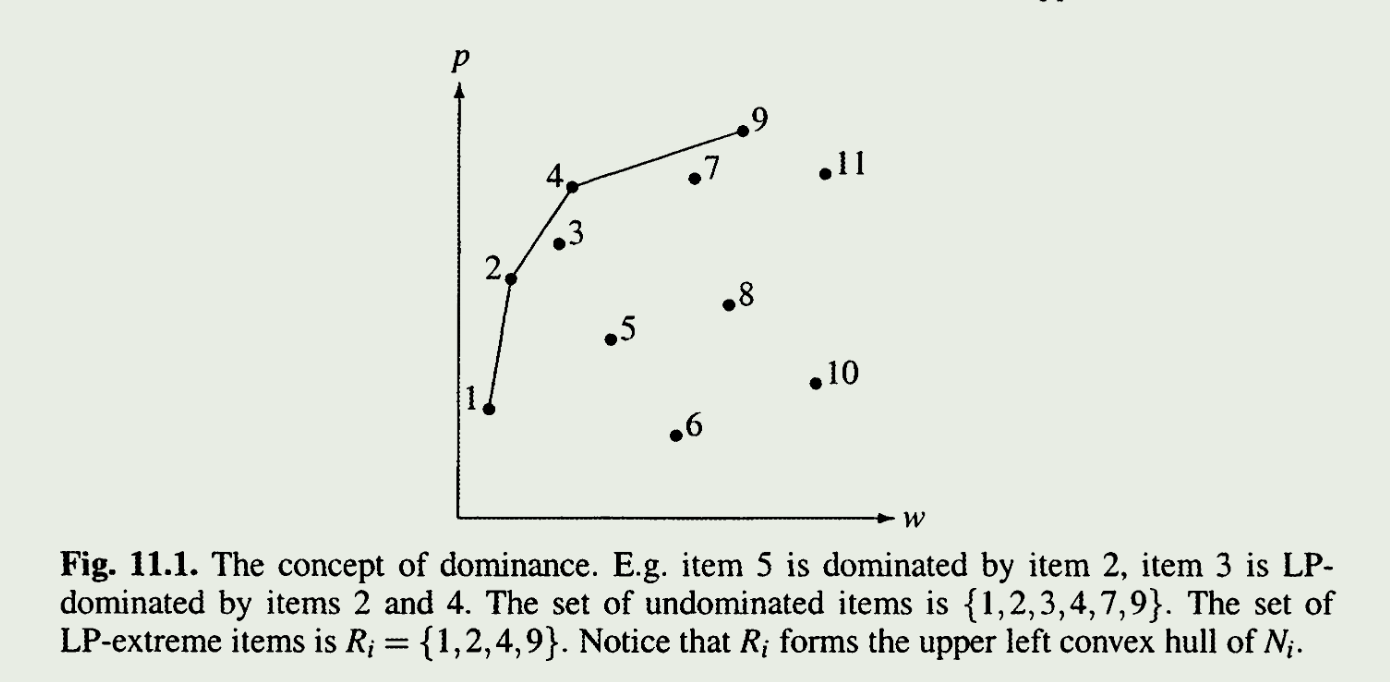 p
9
7
11
4
3
2
8
5
10
1
6
w
Fig. 11.1. The concept of dominance. E.g. item 5 is dominated by item 2, item 3 is LP-
dominated by items 2 and 4. The set of undominated items is {1,2,3,4,7,9}. The set of
LP-extreme items is Rᵢ = {1,2,4,9}. Notice that Rᵢ forms the upper left convex hull of Nᵢ.